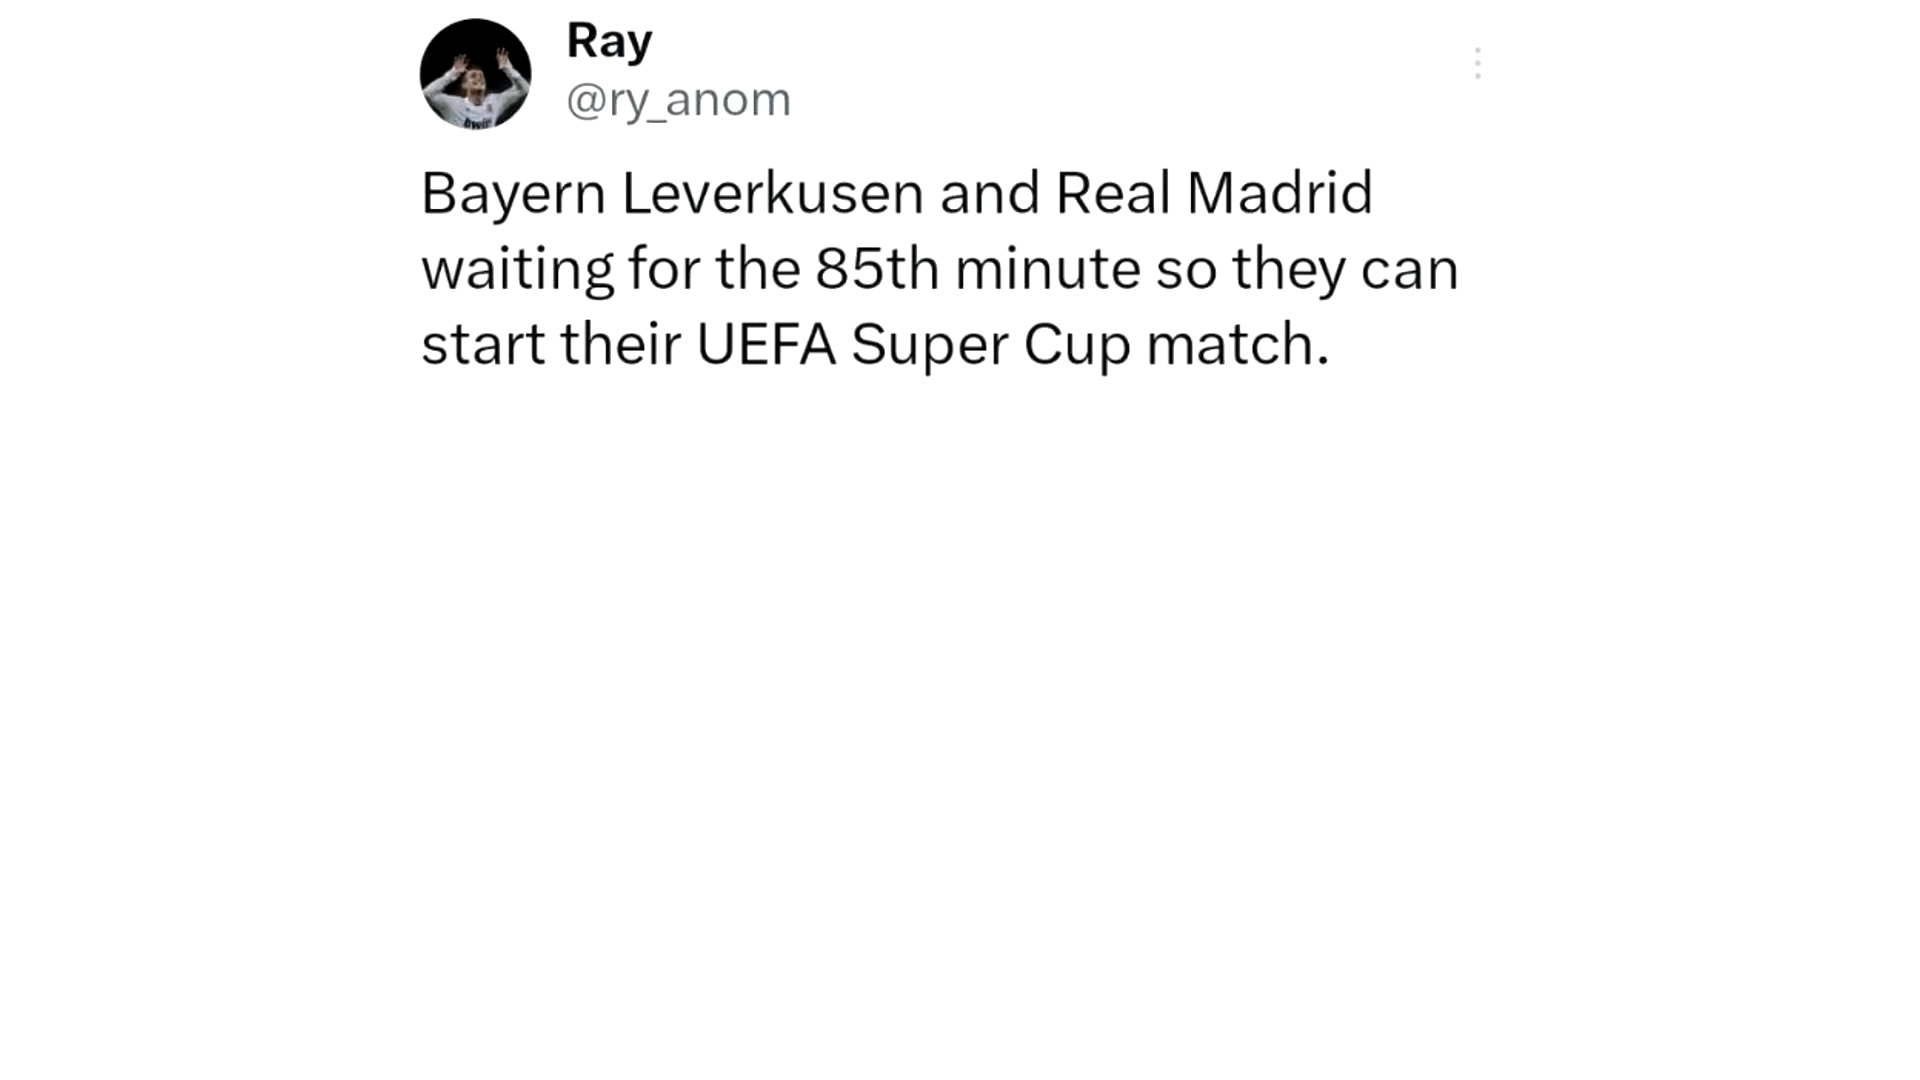 Ray
@ry_anom
Bayern Leverkusen and Real Madrid
waiting for the 85th minute so they can
start their UEFA Super Cup match.
bwin